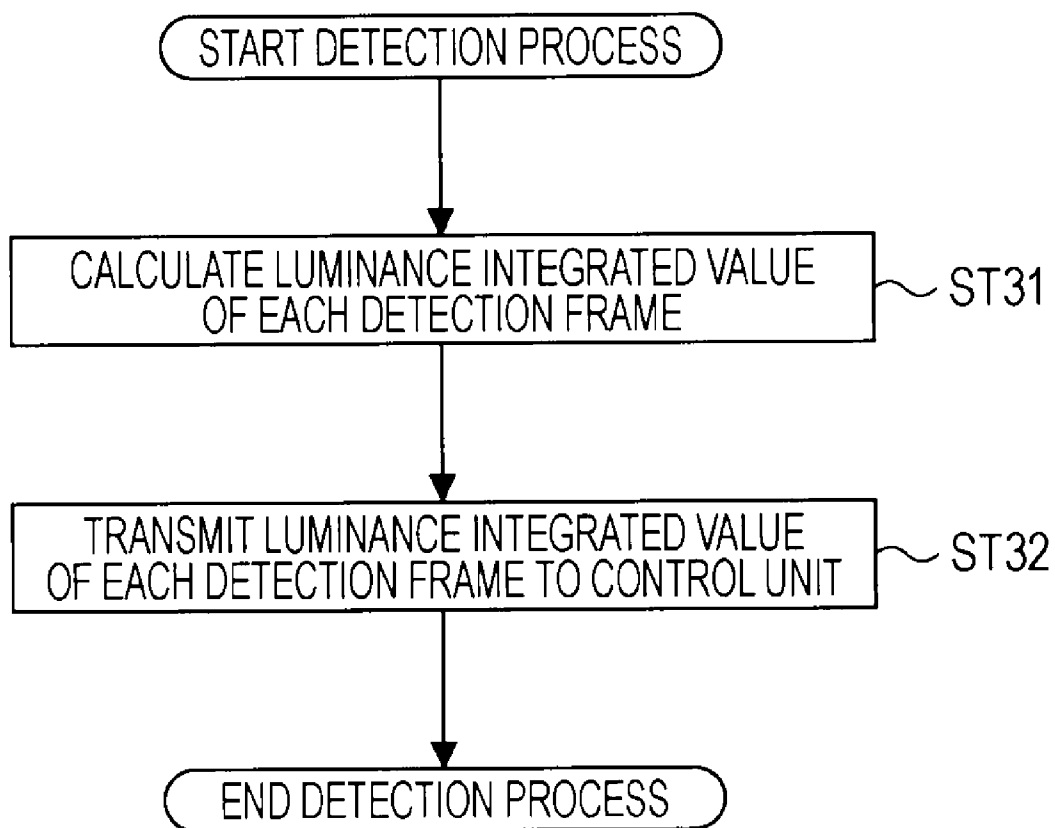 START DETECTION PROCESS
CALCULATE LUMINANCE INTEGRATED VALUE
OF EACH DETECTION FRAME
ST31
TRANSMIT LUMINANCE INTEGRATED VALUE
OF EACH DETECTION FRAME TO CONTROL UNIT
ST32
END DETECTION PROCESS